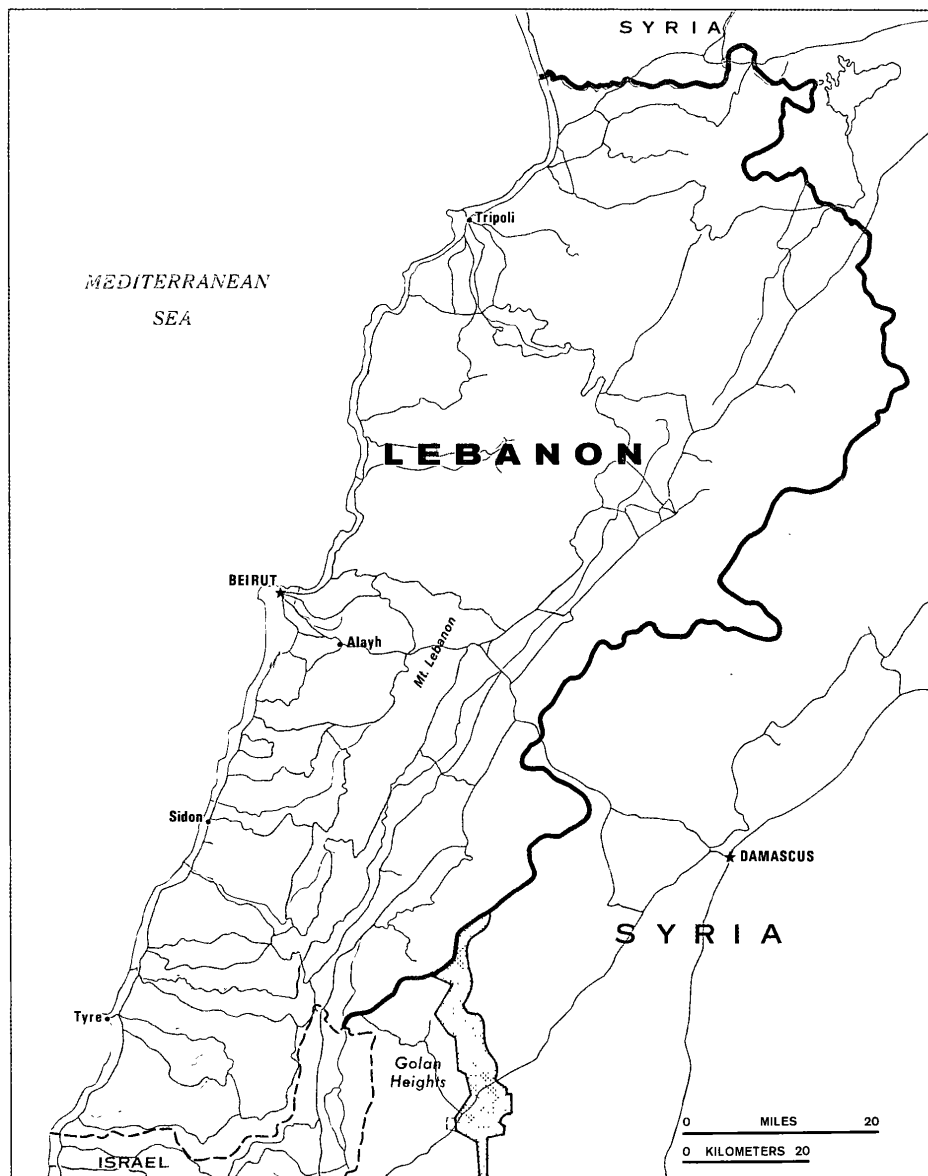 SYRIA
Tripoli
MEDITERRANEAN
SEA
LEBANON
BEIRUT
Alayh
Mt. Lebanon
Sidon
DAMASCUS
SYRIA
Tyre
Golan
Heights
ISRAEL
0 MILES 20
0 KILOMETERS 20